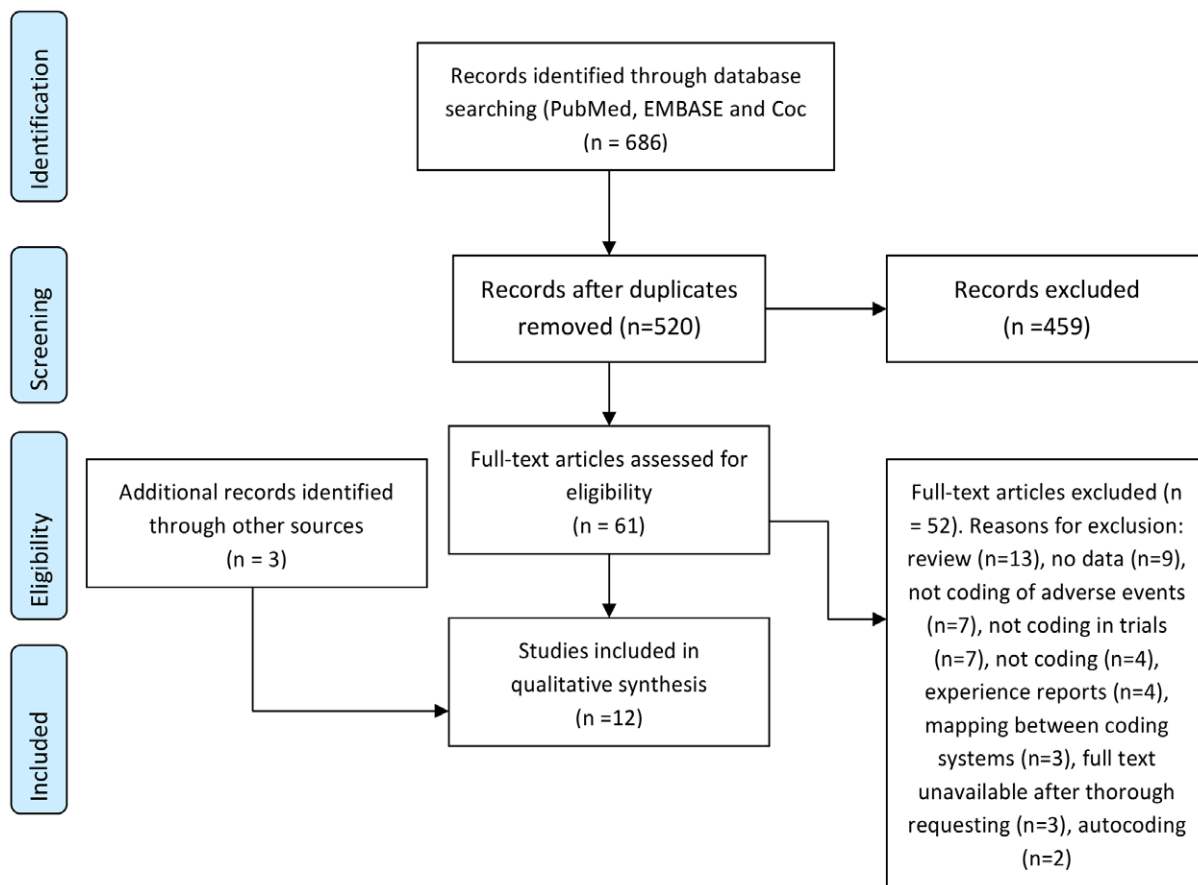 Identification
Records identified through database
searching (PubMed, EMBASE and Coc
(n = 686)
Screening
Records after duplicates
removed (n=520)
Records excluded
(n =459)
Eligibility
Additional records identified
through other sources
(n = 3)
Full-text articles assessed for
eligibility
(n = 61)
Full-text articles excluded (n
= 52). Reasons for exclusion:
review (n=13), no data (n=9),
not coding of adverse events
(n=7), not coding in trials
(n=7), not coding (n=4),
experience reports (n=4),
mapping between coding
systems (n=3), full text
unavailable after thorough
requesting (n=3), autocoding
(n=2)
Included
Studies included in
qualitative synthesis
(n =12)